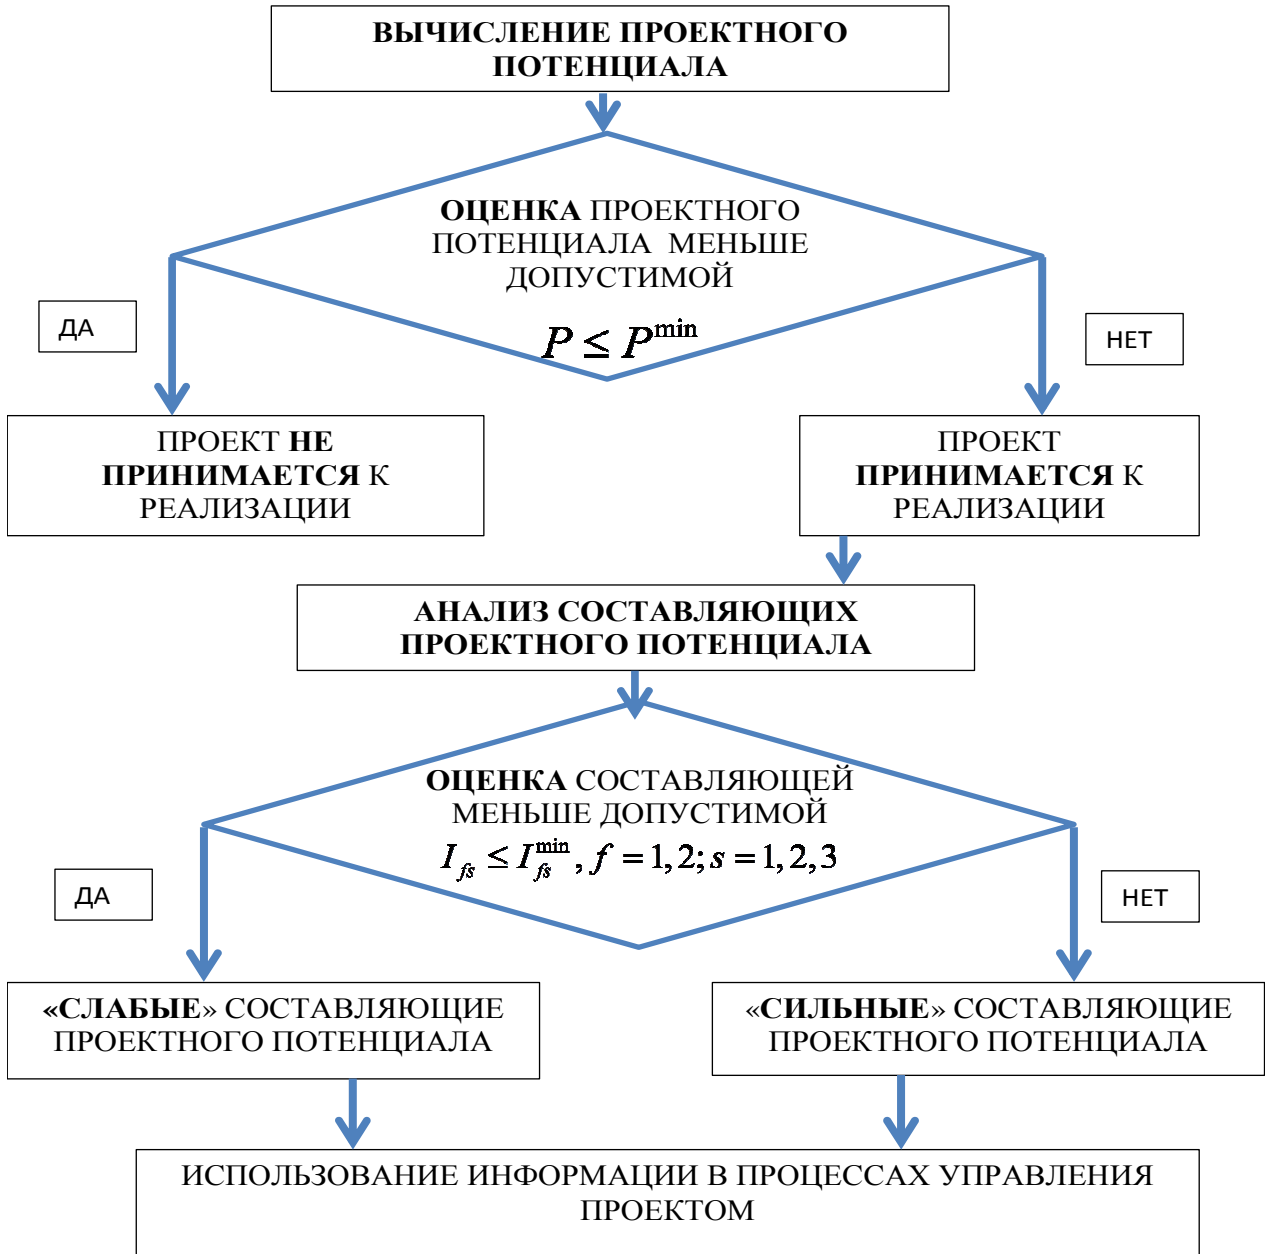 ВЫЧИСЛЕНИЕ ПРОЕКТНОГО
ПОТЕНЦИАЛА
ОЦЕНКА ПРОЕКТНОГО
ПОТЕНЦИАЛА МЕНЬШЕ
ДОПУСТИМОЙ
P ≤ P^min
ДА
НЕТ
ПРОЕКТ НЕ
ПРИНИМАЕТСЯ К
РЕАЛИЗАЦИИ
ПРОЕКТ
ПРИНИМАЕТСЯ К
РЕАЛИЗАЦИИ
АНАЛИЗ СОСТАВЛЯЮЩИХ
ПРОЕКТНОГО ПОТЕНЦИАЛА
ОЦЕНКА СОСТАВЛЯЮЩЕЙ
МЕНЬШЕ ДОПУСТИМОЙ
I_fs ≤ I_fs^min, f = 1, 2; s = 1, 2, 3
ДА
НЕТ
«СЛАБЫЕ» СОСТАВЛЯЮЩИЕ
ПРОЕКТНОГО ПОТЕНЦИАЛА
«СИЛЬНЫЕ» СОСТАВЛЯЮЩИЕ
ПРОЕКТНОГО ПОТЕНЦИАЛА
ИСПОЛЬЗОВАНИЕ ИНФОРМАЦИИ В ПРОЦЕССАХ УПРАВЛЕНИЯ
ПРОЕКТОМ